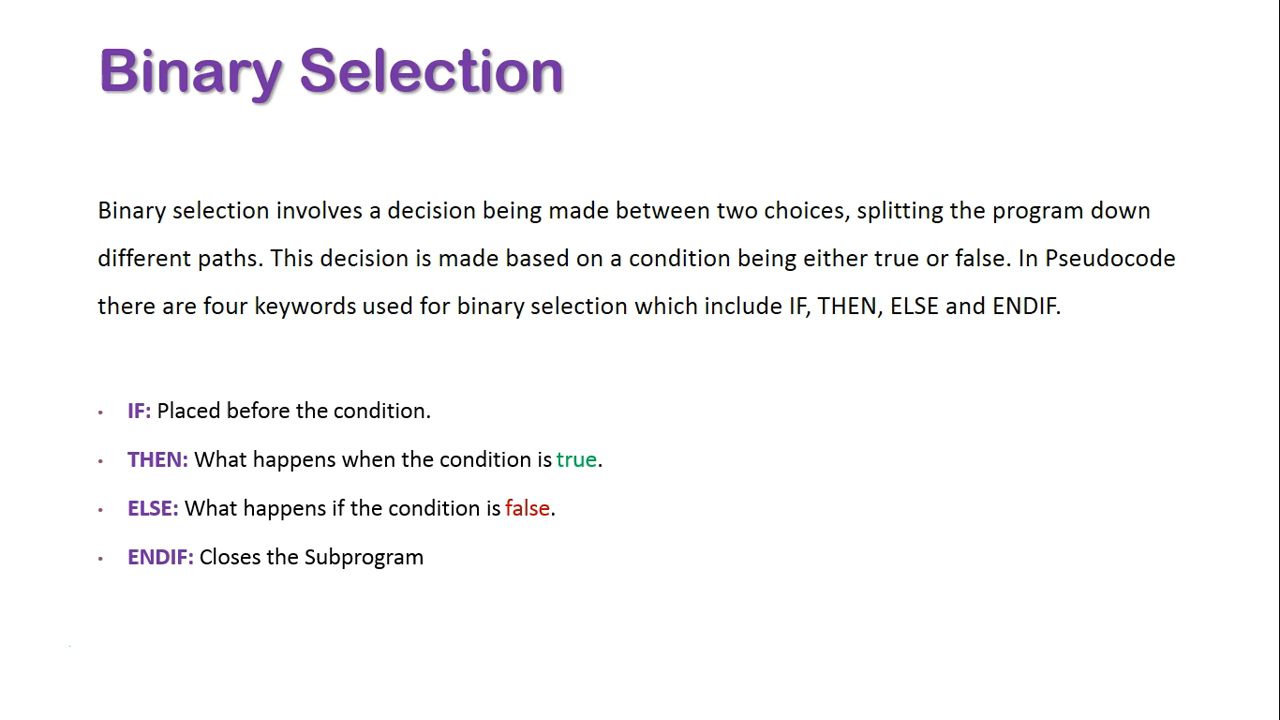 Binary Selection
Binary selection involves a decision being made between two choices, splitting the program down
different paths. This decision is made based on a condition being either true or false. In Pseudocode
there are four keywords used for binary selection which include IF, THEN, ELSE and ENDIF.
• IF: Placed before the condition.
• THEN: What happens when the condition is true.
• ELSE: What happens if the condition is false.
• ENDIF: Closes the Subprogram